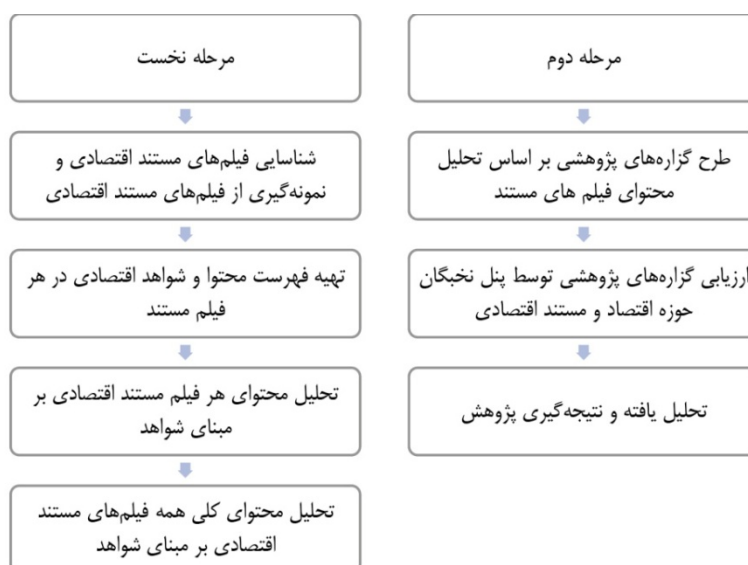 مرحله نخست
شناسایی فیلم‌های مستند اقتصادی و
نمونه‌گیری از فیلم‌های مستند اقتصادی
تهیه فهرست محتوا و شواهد اقتصادی در هر
فیلم مستند
تحلیل محتوای هر فیلم مستند اقتصادی بر
مبنای شواهد
تحلیل محتوای کلی همه فیلم‌های مستند
اقتصادی بر مبنای شواهد
مرحله دوم
طرح گزاره‌های پژوهشی بر اساس تحلیل
محتوای فیلم های مستند
ارزیابی گزاره‌های پژوهشی توسط پنل نخبگان
حوزه اقتصاد و مستند اقتصادی
تحلیل یافته و نتیجه‌گیری پژوهش